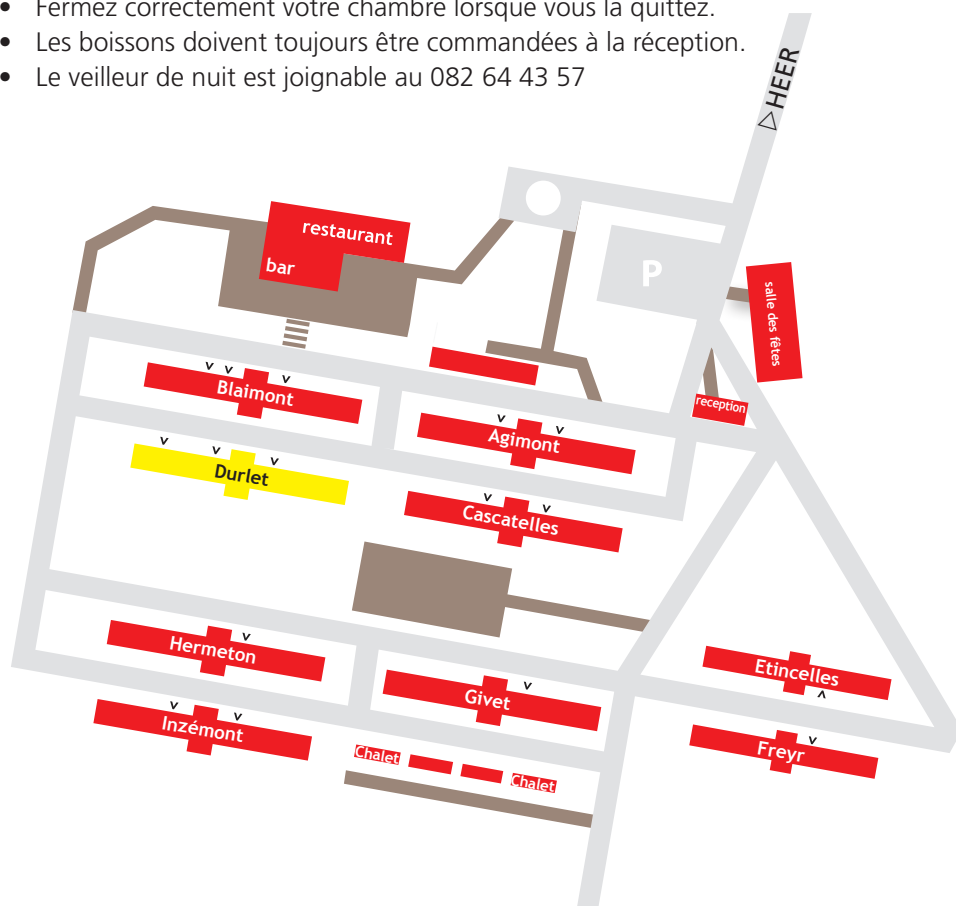 • Fermez correctement votre chambre lorsque vous la quittez.
• Les boissons doivent toujours être commandées à la réception.
• Le veilleur de nuit est joignable au 082 64 43 57
HEER
restaurant
bar
P
salle des fêtes
reception
Blaimont
Agimont
Durlet
Cascatelles
Hermeton
Etincelles
Givet
Inzémont
Freyr
Chalet
Chalet